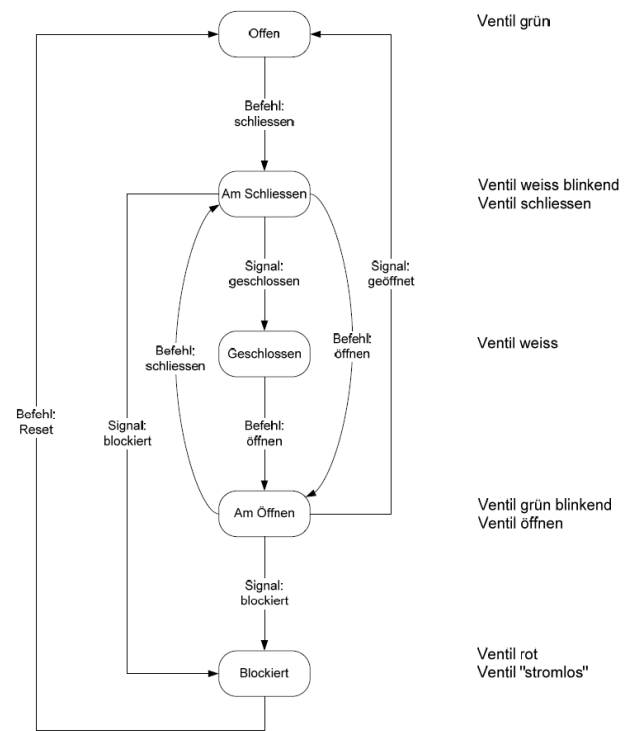 Offen
Ventil grün
Befehl:
schliessen
Am Schliessen
Ventil weiss blinkend
Ventil schliessen
Signal:
geschlossen
Signal:
geöffnet
Geschlossen
Befehl:
schliessen
Befehl:
öffnen
Ventil weiss
Befehl:
Reset
Signal:
blockiert
Befehl:
öffnen
Am Öffnen
Ventil grün blinkend
Ventil öffnen
Signal:
blockiert
Blockiert
Ventil rot
Ventil "stromlos"